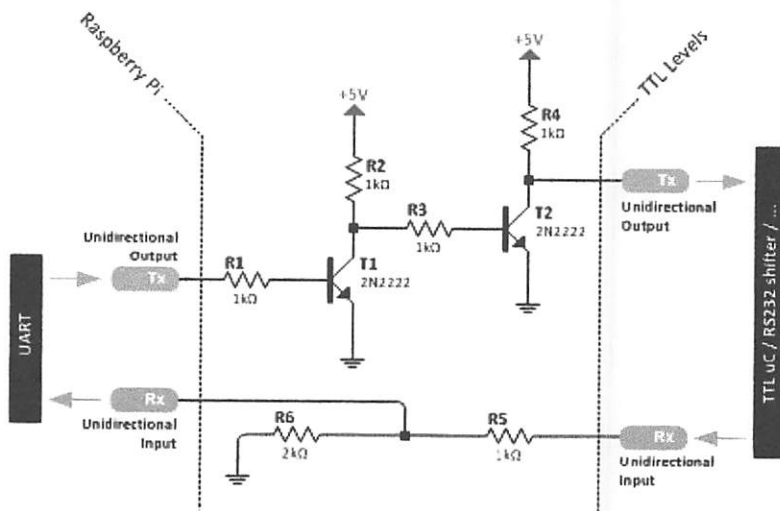 Raspberry Pi
TTL Levels
+5V
+5V
R4
1kΩ
R2
1kΩ
Tx
Unidirectional
Output
R3
1kΩ
T2
2N2222
Unidirectional
Output
Tx
R1
1kΩ
T1
2N2222
UART
TTL uC / RS232 shifter / ...
Rx
Unidirectional
Input
R6
2kΩ
R5
1kΩ
Rx
Unidirectional
Input